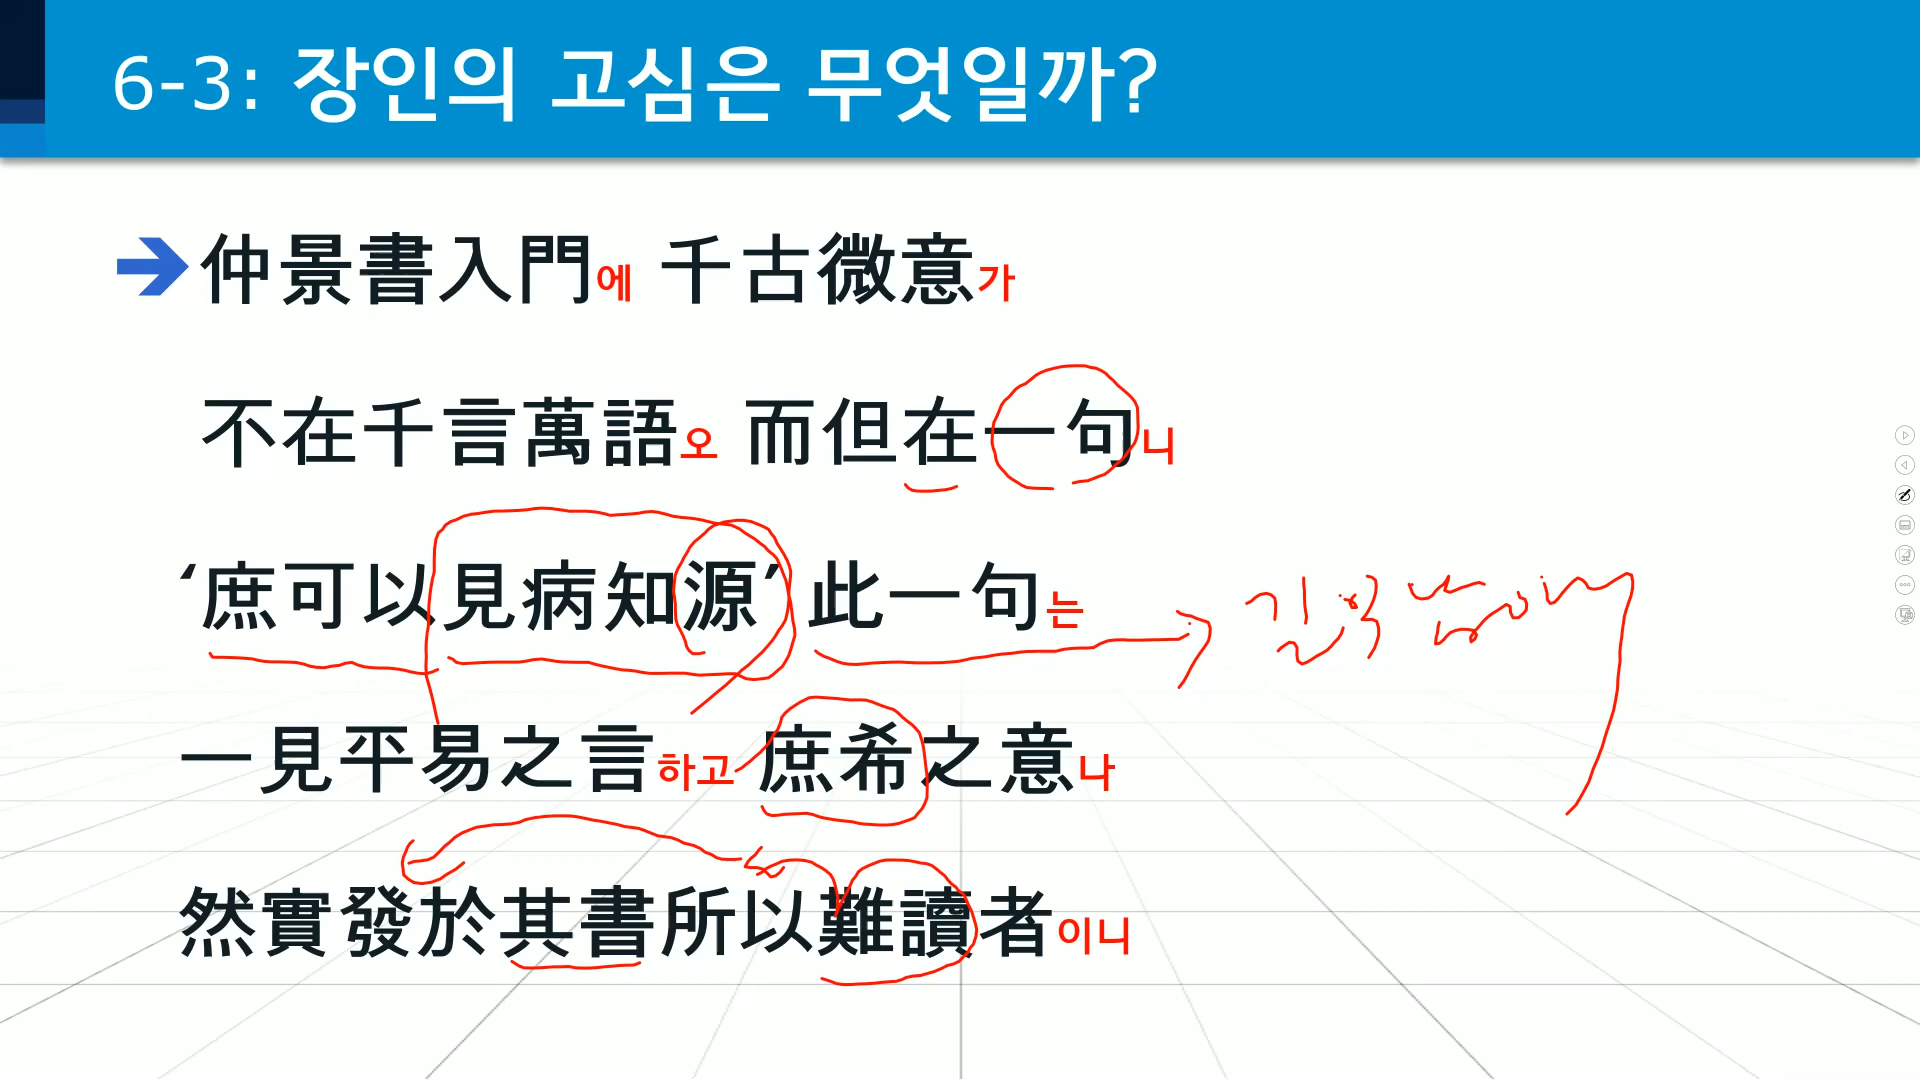 6-3: 장인의 고심은 무엇일까?
仲景書入門에 千古微意가
不在千言萬語오 而但在一句니
‘庶可以見病知源’ 此一句는
一見平易之言하고 庶希之意나
然實發於其書所以難讀者이니